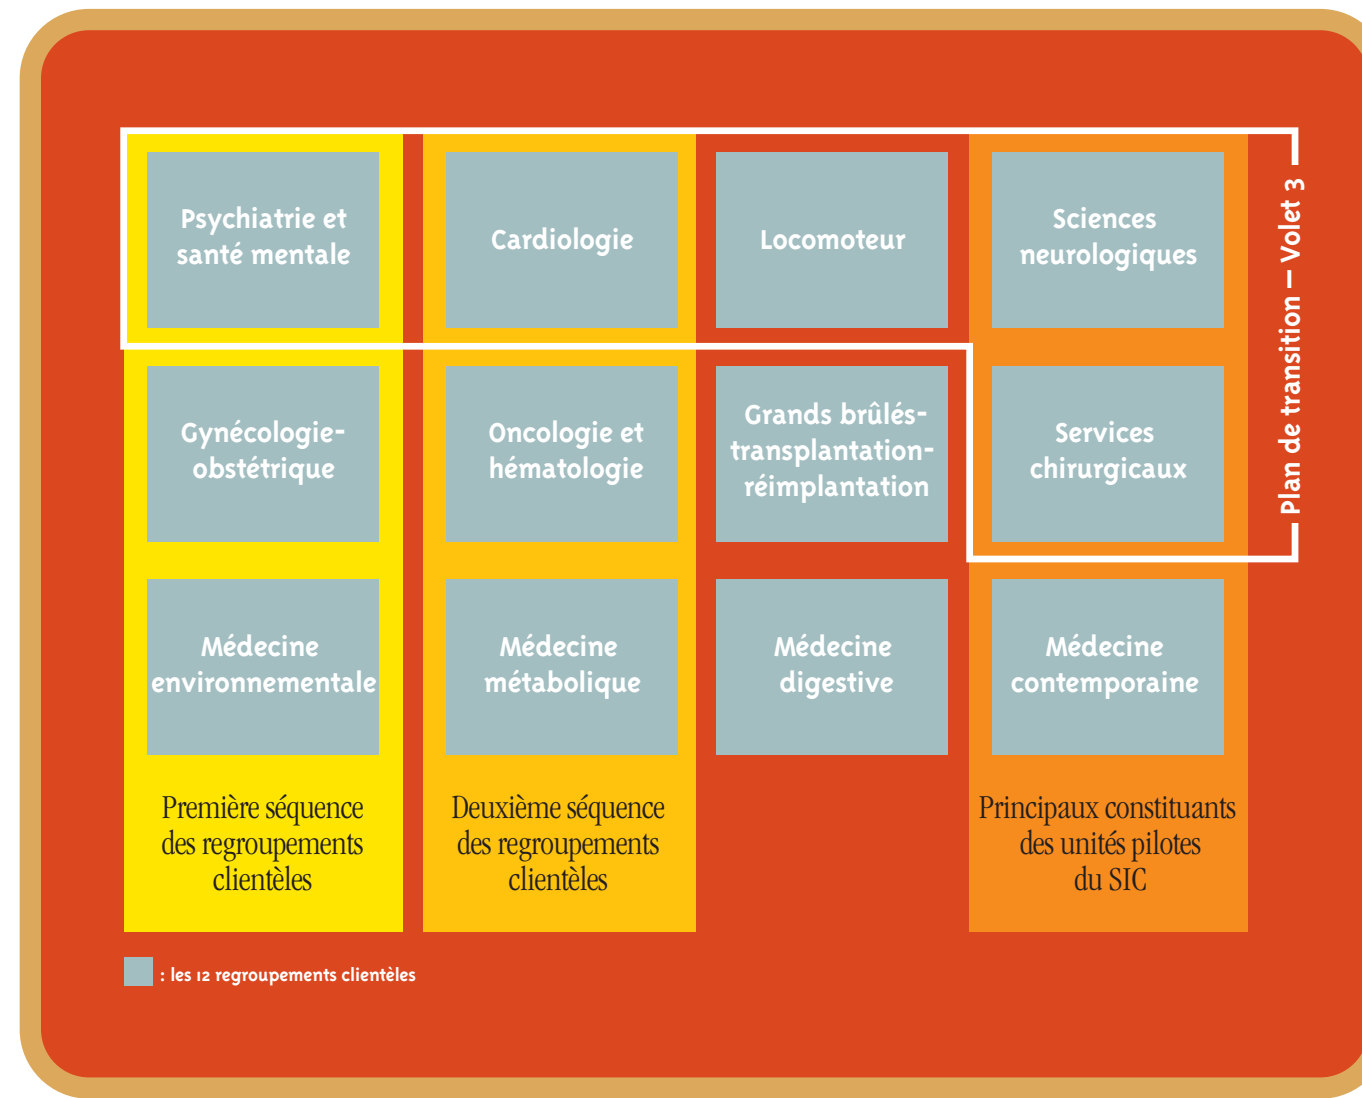 Psychiatrie et
santé mentale
Cardiologie
Locomoteur
Sciences
neurologiques
Gynécologie-
obstétrique
Oncologie et
hématologie
Grands brûlés-
transplantation-
réimplantation
Services
chirurgicaux
Médecine
environnementale
Médecine
métabolique
Médecine
digestive
Médecine
contemporaine
Première séquence
des regroupements
clientèles
Deuxième séquence
des regroupements
clientèles
Principaux constituants
des unités pilotes
du SIC
Plan de transition — Volet 3
: les 12 regroupements clientèles